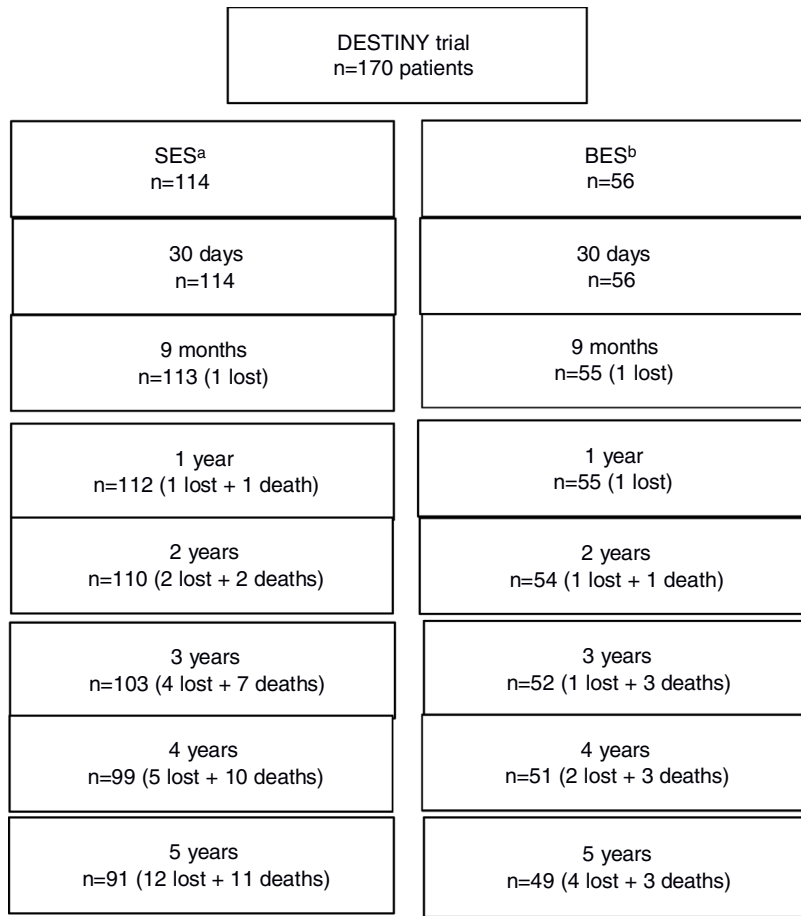 DESTINY trial
n=170 patients
SESᵃ
n=114
30 days
n=114
9 months
n=113 (1 lost)
1 year
n=112 (1 lost + 1 death)
2 years
n=110 (2 lost + 2 deaths)
3 years
n=103 (4 lost + 7 deaths)
4 years
n=99 (5 lost + 10 deaths)
5 years
n=91 (12 lost + 11 deaths)
BESᵇ
n=56
30 days
n=56
9 months
n=55 (1 lost)
1 year
n=55 (1 lost)
2 years
n=54 (1 lost + 1 death)
3 years
n=52 (1 lost + 3 deaths)
4 years
n=51 (2 lost + 3 deaths)
5 years
n=49 (4 lost + 3 deaths)